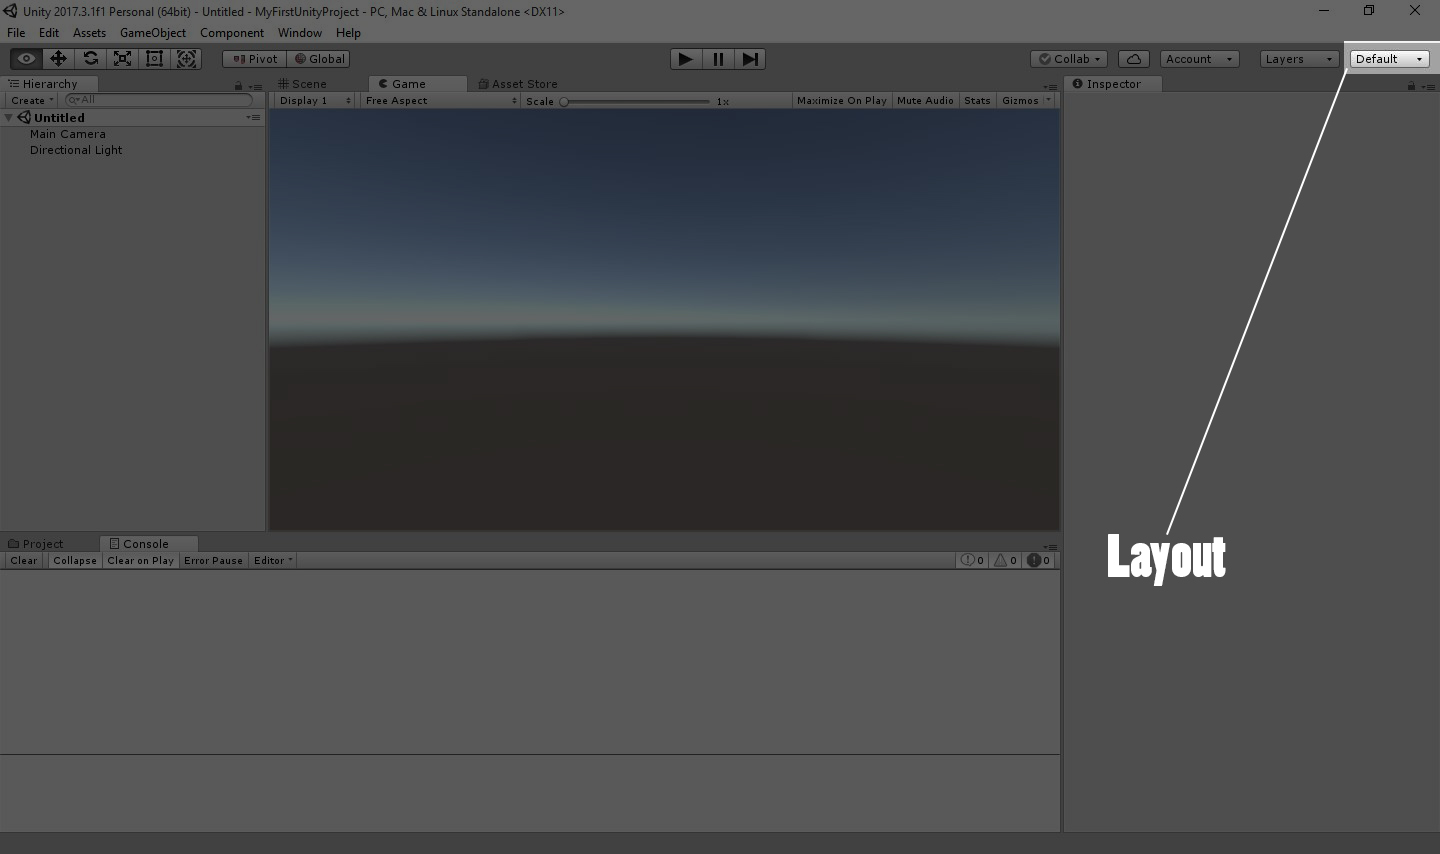 Unity 2017.3.1f1 Personal (64bit) - Untitled - MyFirstUnityProject - PC, Mac & Linux Standalone <DX11>
File Edit Assets GameObject Component Window Help
Pivot Global Collab Account Layers Default
Hierarchy Scene Game Asset Store Inspector
Create All Display 1 Free Aspect Scale 1x Maximize On Play Mute Audio Stats Gizmos
Untitled
Main Camera
Directional Light
Layout
Project Console
Clear Collapse Clear on Play Error Pause Editor 0 0 0